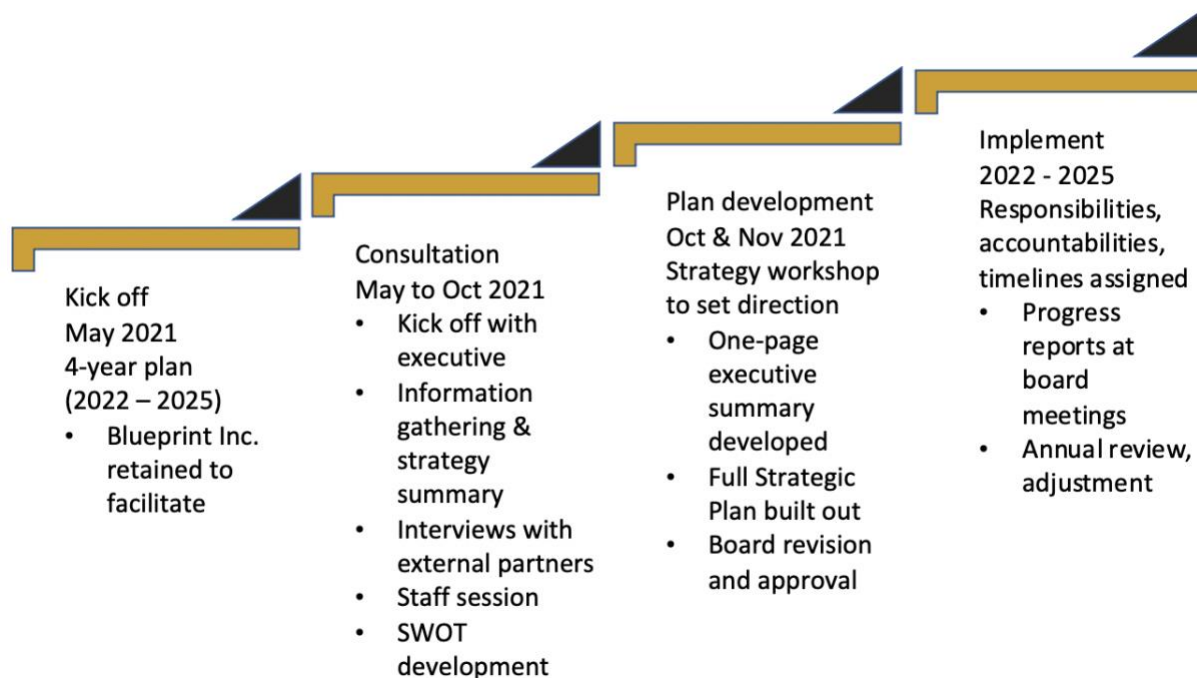 Kick off
May 2021
4-year plan
(2022 – 2025)
• Blueprint Inc.
retained to
facilitate
Consultation
May to Oct 2021
• Kick off with
executive
• Information
gathering &
strategy
summary
• Interviews with
external partners
• Staff session
• SWOT
development
Plan development
Oct & Nov 2021
Strategy workshop
to set direction
• One-page
executive
summary
developed
• Full Strategic
Plan built out
• Board revision
and approval
Implement
2022 - 2025
Responsibilities,
accountabilities,
timelines assigned
• Progress
reports at
board
meetings
• Annual review,
adjustment